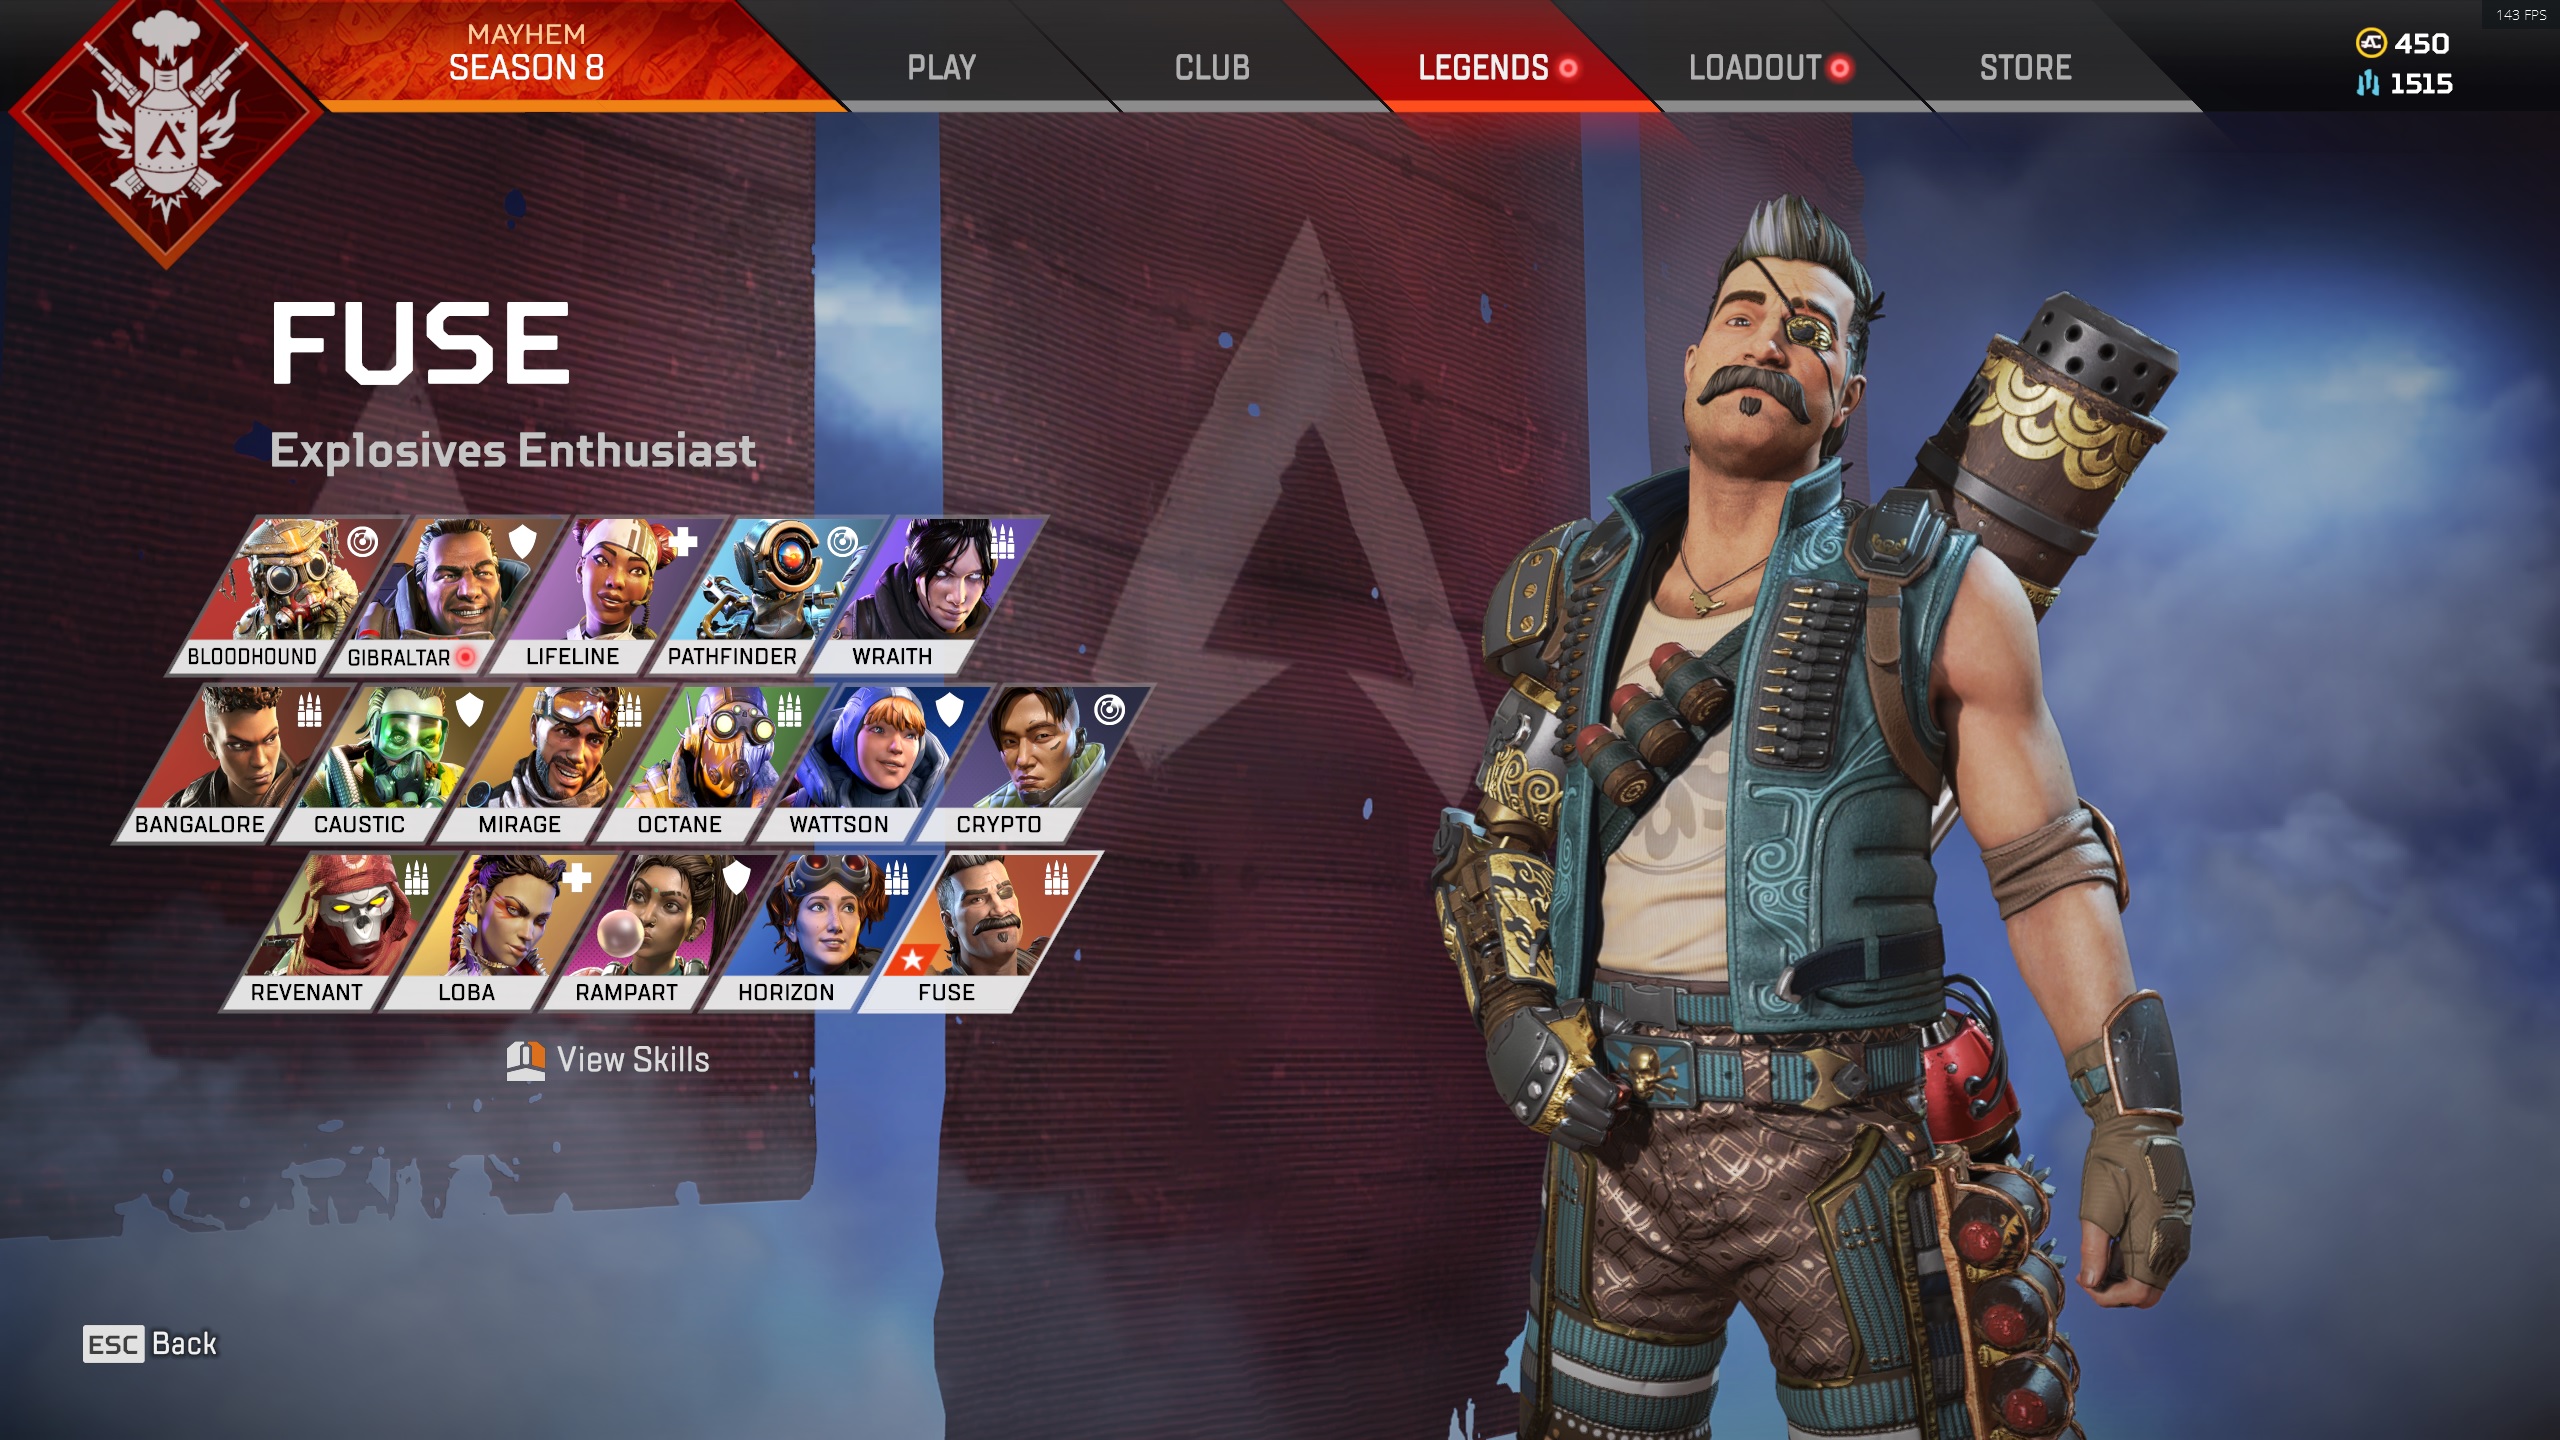 143 FPS
MAYHEM
SEASON 8
PLAY
CLUB
LEGENDS
LOADOUT
STORE
450
1515
FUSE
Explosives Enthusiast
BLOODHOUND
GIBRALTAR
LIFELINE
PATHFINDER
WRAITH
BANGALORE
CAUSTIC
MIRAGE
OCTANE
WATTSON
CRYPTO
REVENANT
LOBA
RAMPART
HORIZON
FUSE
View Skills
ESC Back